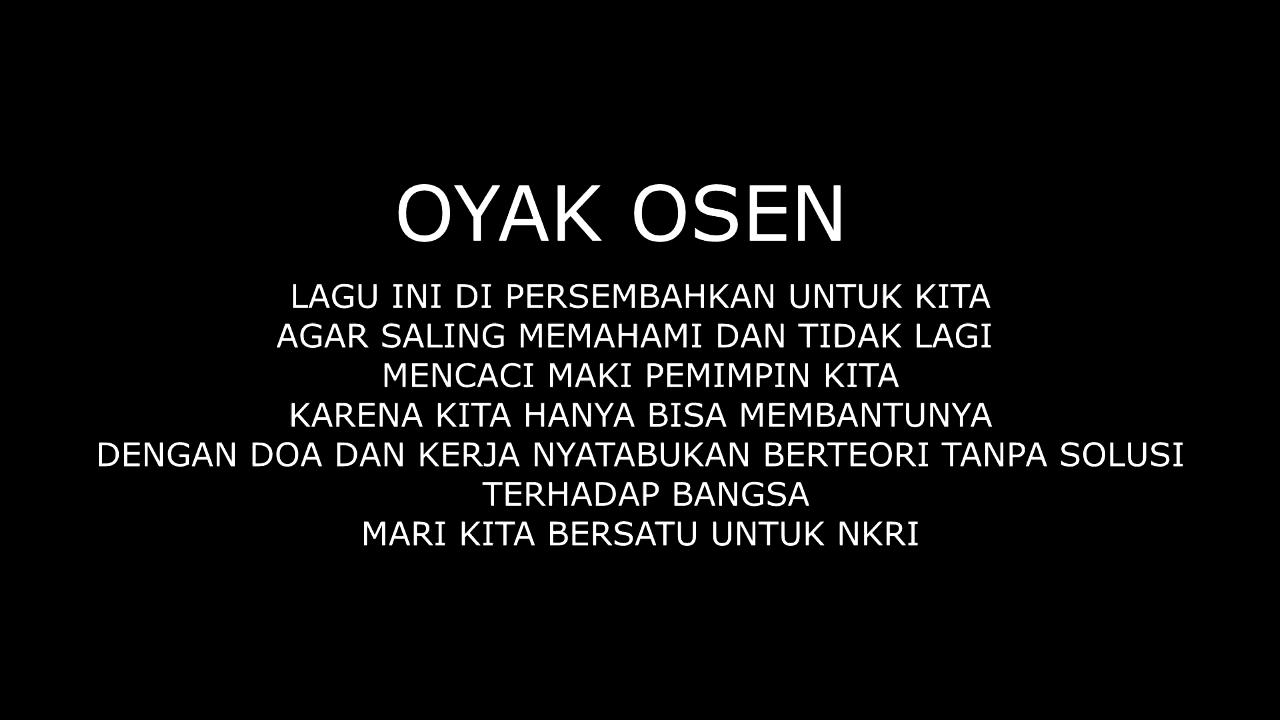 OYAK OSEN
LAGU INI DI PERSEMBAHKAN UNTUK KITA
AGAR SALING MEMAHAMI DAN TIDAK LAGI
MENCACI MAKI PEMIMPIN KITA
KARENA KITA HANYA BISA MEMBANTUNYA
DENGAN DOA DAN KERJA NYATABUKAN BERTEORI TANPA SOLUSI
TERHADAP BANGSA
MARI KITA BERSATU UNTUK NKRI